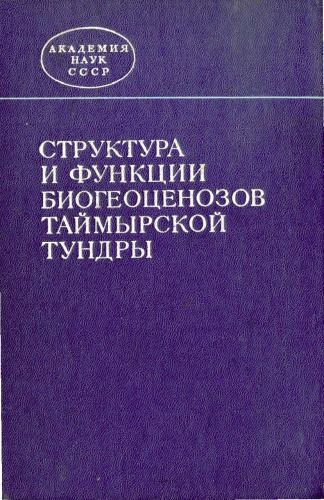 АКАДЕМИЯ
НАУК
СССР
СТРУКТУРА
И ФУНКЦИИ
БИОГЕОЦЕНОЗОВ
ТАЙМЫРСКОЙ
ТУНДРЫ